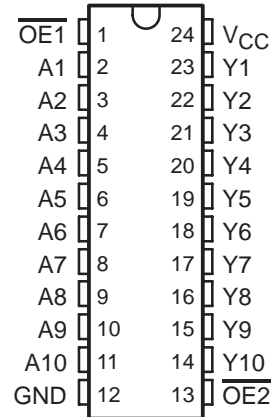 O̅E̅1̅ 1 24 VCC
A1 2 23 Y1
A2 3 22 Y2
A3 4 21 Y3
A4 5 20 Y4
A5 6 19 Y5
A6 7 18 Y6
A7 8 17 Y7
A8 9 16 Y8
A9 10 15 Y9
A10 11 14 Y10
GND 12 13 O̅E̅2̅